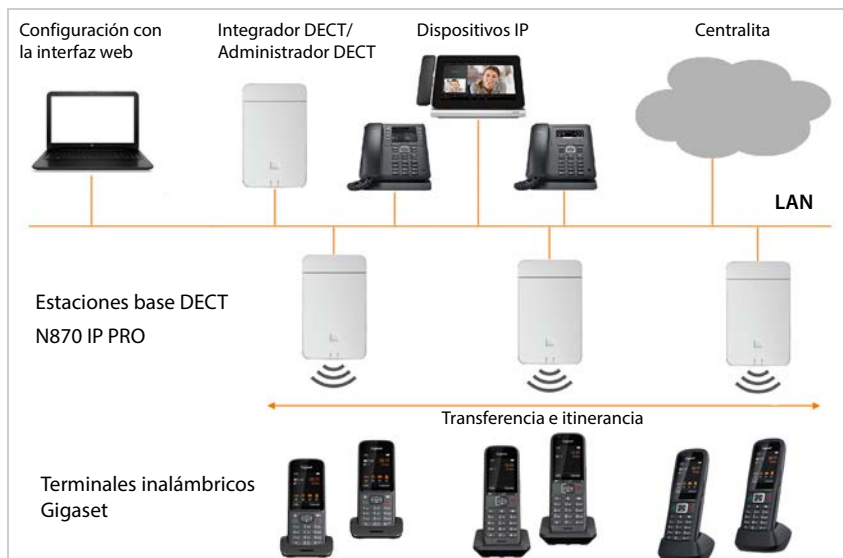 Configuración con
la interfaz web
Integrador DECT/
Administrador DECT
Dispositivos IP
Centralita
LAN
Estaciones base DECT
N870 IP PRO
Transferencia e itinerancia
Terminales inalámbricos
Gigaset